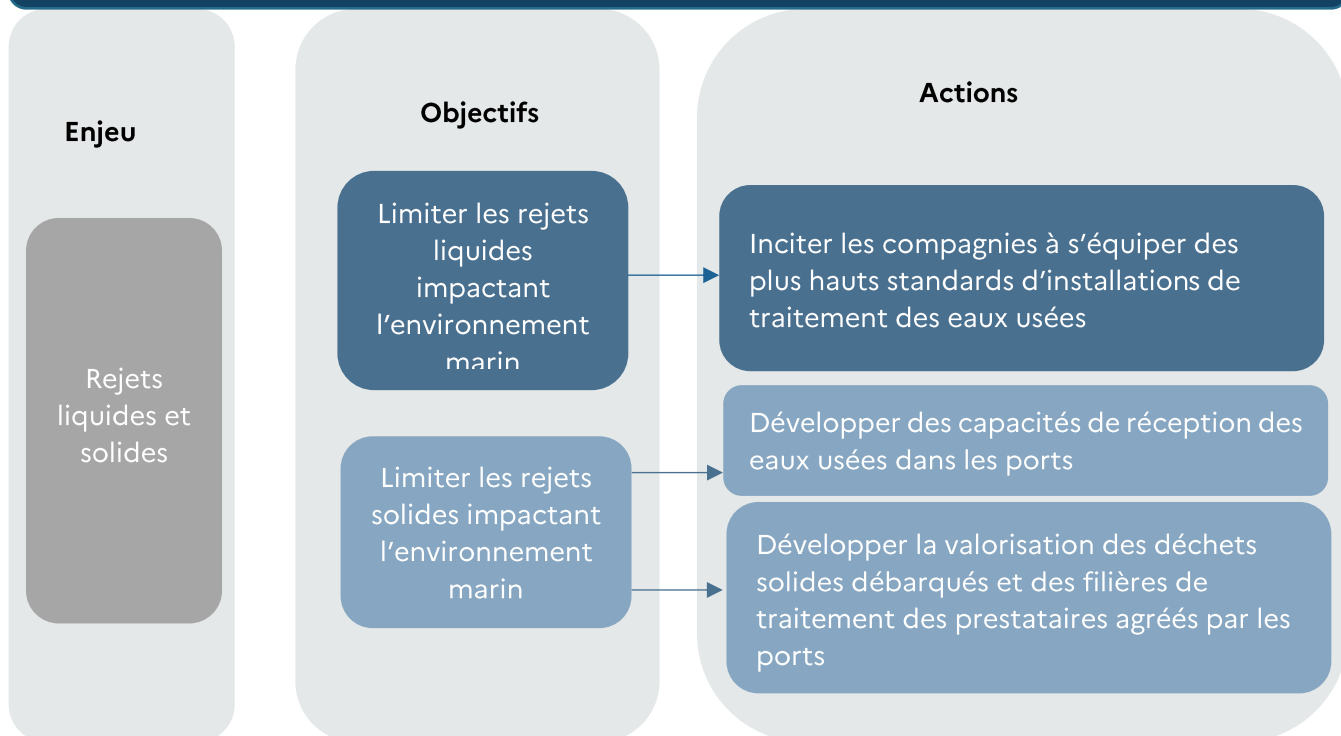 Enjeu
Rejets
liquides et
solides
Objectifs
Limiter les rejets
liquides
impactant
l’environnement
marin
Limiter les rejets
solides impactant
l’environnement
marin
Actions
Inciter les compagnies à s’équiper des
plus hauts standards d’installations de
traitement des eaux usées
Développer des capacités de réception des
eaux usées dans les ports
Développer la valorisation des déchets
solides débarqués et des filières de
traitement des prestataires agréés par les
ports